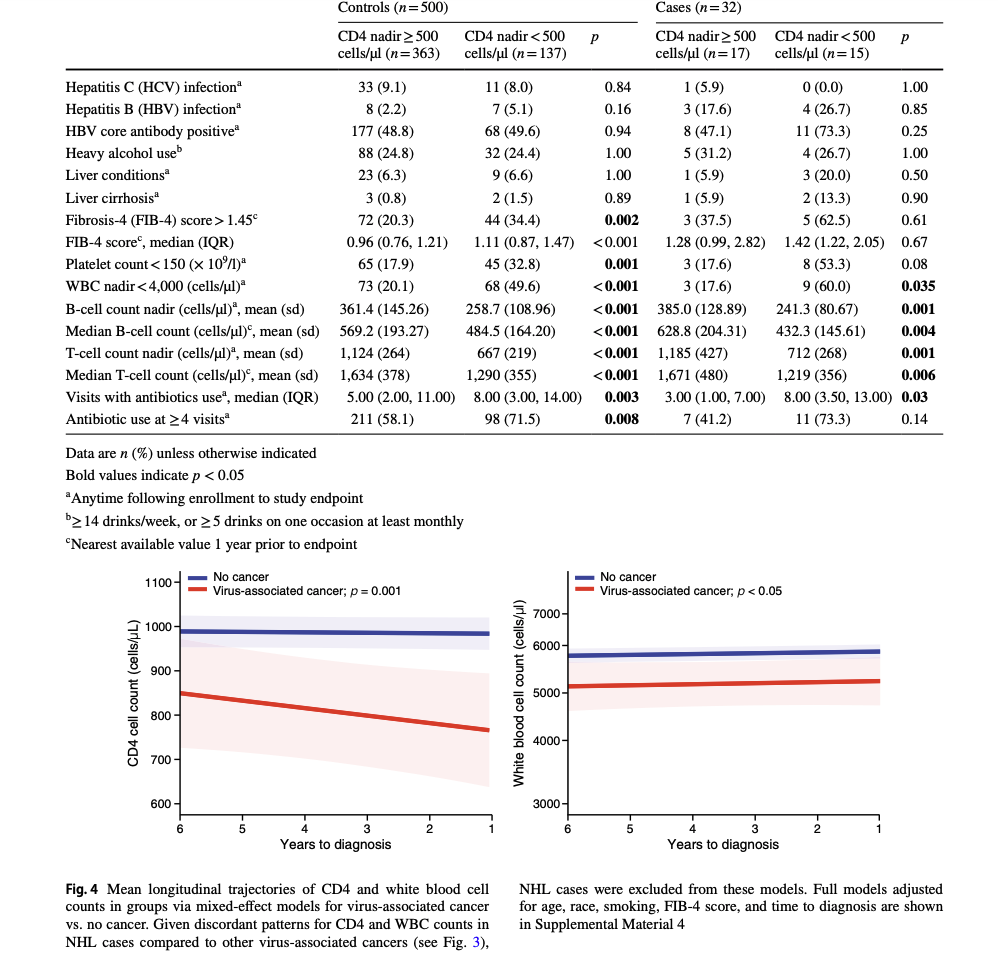 Controls (n=500) Cases (n=32)
CD4 nadir≥500 CD4 nadir<500 p CD4 nadir≥500 CD4 nadir<500 p
cells/µl (n=363) cells/µl (n=137) cells/µl (n=17) cells/µl (n=15)
Hepatitis C (HCV) infectionᵃ 33 (9.1) 11 (8.0) 0.84 1 (5.9) 0 (0.0) 1.00
Hepatitis B (HBV) infectionᵃ 8 (2.2) 7 (5.1) 0.16 3 (17.6) 4 (26.7) 0.85
HBV core antibody positiveᵃ 177 (48.8) 68 (49.6) 0.94 8 (47.1) 11 (73.3) 0.25
Heavy alcohol useᵇ 88 (24.8) 32 (24.4) 1.00 5 (31.2) 4 (26.7) 1.00
Liver conditionsᵃ 23 (6.3) 9 (6.6) 1.00 1 (5.9) 3 (20.0) 0.50
Liver cirrhosisᵃ 3 (0.8) 2 (1.5) 0.89 1 (5.9) 2 (13.3) 0.90
Fibrosis-4 (FIB-4) score>1.45ᶜ 72 (20.3) 44 (34.4) 0.002 3 (37.5) 5 (62.5) 0.61
FIB-4 scoreᶜ, median (IQR) 0.96 (0.76, 1.21) 1.11 (0.87, 1.47) <0.001 1.28 (0.99, 2.82) 1.42 (1.22, 2.05) 0.67
Platelet count<150 (× 10⁹/l)ᵃ 65 (17.9) 45 (32.8) 0.001 3 (17.6) 8 (53.3) 0.08
WBC nadir<4,000 (cells/µl)ᵃ 73 (20.1) 68 (49.6) <0.001 3 (17.6) 9 (60.0) 0.035
B-cell count nadir (cells/µl)ᵃ, mean (sd) 361.4 (145.26) 258.7 (108.96) <0.001 385.0 (128.89) 241.3 (80.67) 0.001
Median B-cell count (cells/µl)ᶜ, mean (sd) 569.2 (193.27) 484.5 (164.20) <0.001 628.8 (204.31) 432.3 (145.61) 0.004
T-cell count nadir (cells/µl)ᵃ, mean (sd) 1,124 (264) 667 (219) <0.001 1,185 (427) 712 (268) 0.001
Median T-cell count (cells/µl)ᶜ, mean (sd) 1,634 (378) 1,290 (355) <0.001 1,671 (480) 1,219 (356) 0.006
Visits with antibiotics useᵃ, median (IQR) 5.00 (2.00, 11.00) 8.00 (3.00, 14.00) 0.003 3.00 (1.00, 7.00) 8.00 (3.50, 13.00) 0.03
Antibiotic use at ≥4 visitsᵃ 211 (58.1) 98 (71.5) 0.008 7 (41.2) 11 (73.3) 0.14
Data are n (%) unless otherwise indicated
Bold values indicate p < 0.05
ᵃAnytime following enrollment to study endpoint
ᵇ≥14 drinks/week, or ≥5 drinks on one occasion at least monthly
ᶜNearest available value 1 year prior to endpoint
No cancer
Virus-associated cancer; p = 0.001
CD4 cell count (cells/µL)
1100
1000
900
800
700
600
6 5 4 3 2 1
Years to diagnosis
No cancer
Virus-associated cancer; p < 0.05
White blood cell count (cells/µl)
7000
6000
5000
4000
3000
6 5 4 3 2 1
Years to diagnosis
Fig. 4 Mean longitudinal trajectories of CD4 and white blood cell
counts in groups via mixed-effect models for virus-associated cancer
vs. no cancer. Given discordant patterns for CD4 and WBC counts in
NHL cases compared to other virus-associated cancers (see Fig. 3),
NHL cases were excluded from these models. Full models adjusted
for age, race, smoking, FIB-4 score, and time to diagnosis are shown
in Supplemental Material 4